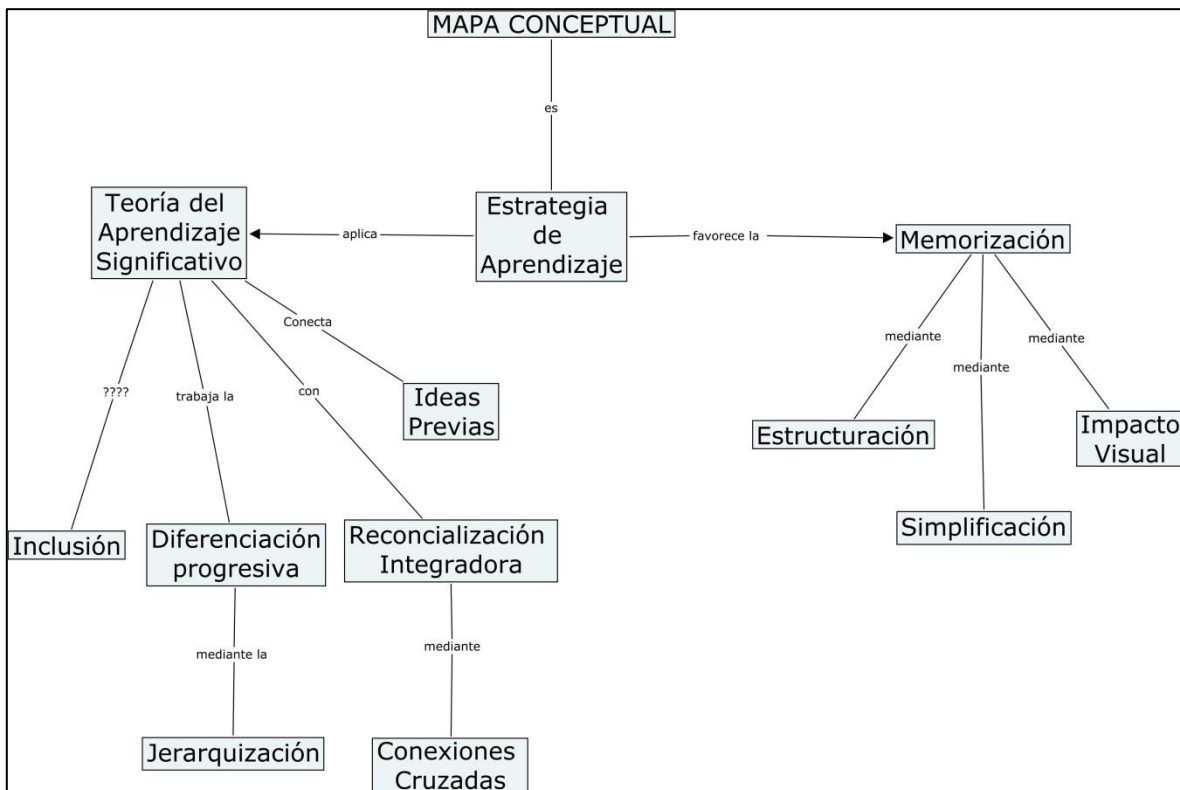 MAPA CONCEPTUAL
es
Teoría del
Aprendizaje
Significativo
aplica
Estrategia
de
Aprendizaje
favorece la
Memorización
Conecta
????
trabaja la
con
Ideas
Previas
mediante
mediante
mediante
Estructuración
Impacto
Visual
Simplificación
Inclusión
Diferenciación
progresiva
Reconcialización
Integradora
mediante la
mediante
Jerarquización
Conexiones
Cruzadas